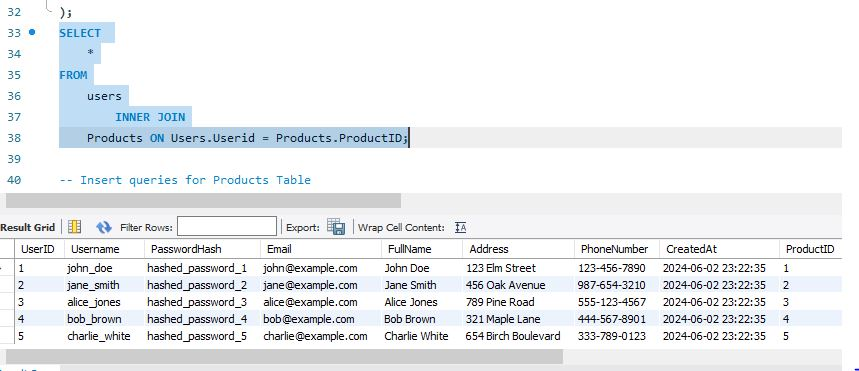 32 );
33 SELECT
34 *
35 FROM
36 users
37 INNER JOIN
38 Products ON Users.Userid = Products.ProductID;
39
40 -- Insert queries for Products Table
Result Grid Filter Rows: Export: Wrap Cell Content: IA
UserID Username PasswordHash Email FullName Address PhoneNumber CreatedAt ProductID
1 john_doe hashed_password_1 john@example.com John Doe 123 Elm Street 123-456-7890 2024-06-02 23:22:35 1
2 jane_smith hashed_password_2 jane@example.com Jane Smith 456 Oak Avenue 987-654-3210 2024-06-02 23:22:35 2
3 alice_jones hashed_password_3 alice@example.com Alice Jones 789 Pine Road 555-123-4567 2024-06-02 23:22:35 3
4 bob_brown hashed_password_4 bob@example.com Bob Brown 321 Maple Lane 444-567-8901 2024-06-02 23:22:35 4
5 charlie_white hashed_password_5 charlie@example.com Charlie White 654 Birch Boulevard 333-789-0123 2024-06-02 23:22:35 5